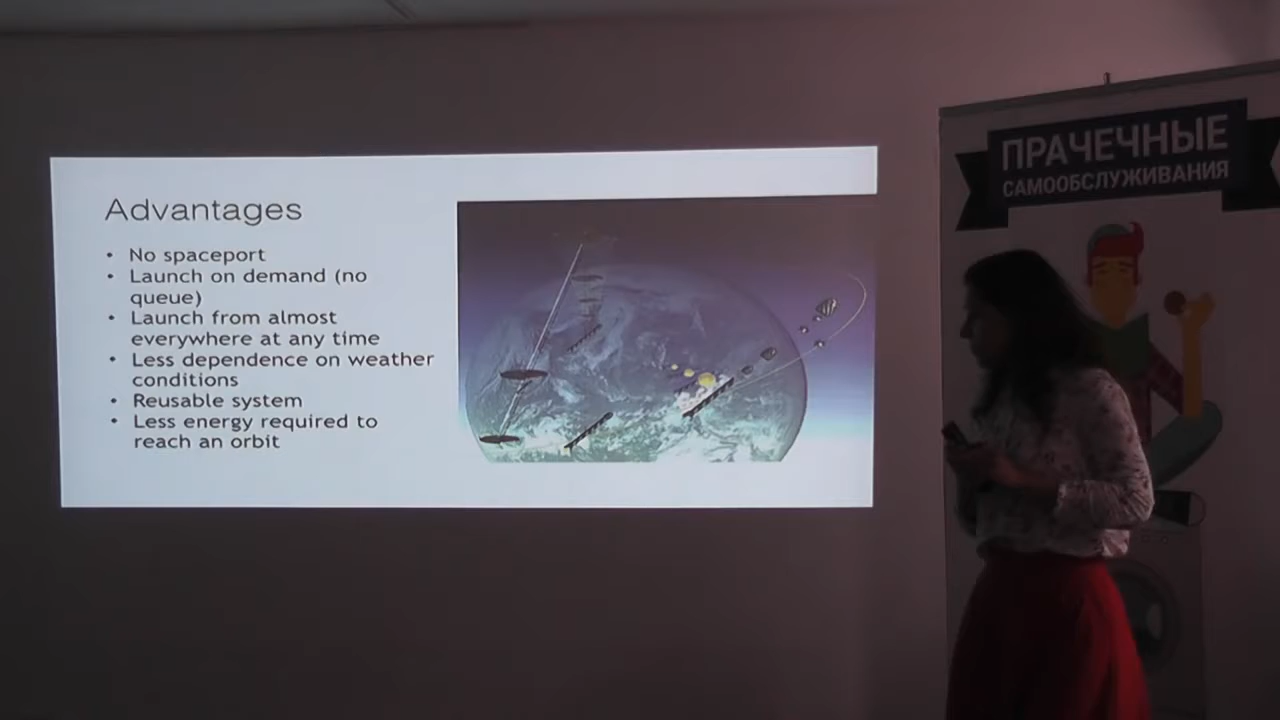 Advantages
• No spaceport
• Launch on demand (no
queue)
• Launch from almost
everywhere at any time
• Less dependence on weather
conditions
• Reusable system
• Less energy required to
reach an orbit
ПРАЧЕЧНЫЕ
САМООБСЛУЖИВАНИЯ